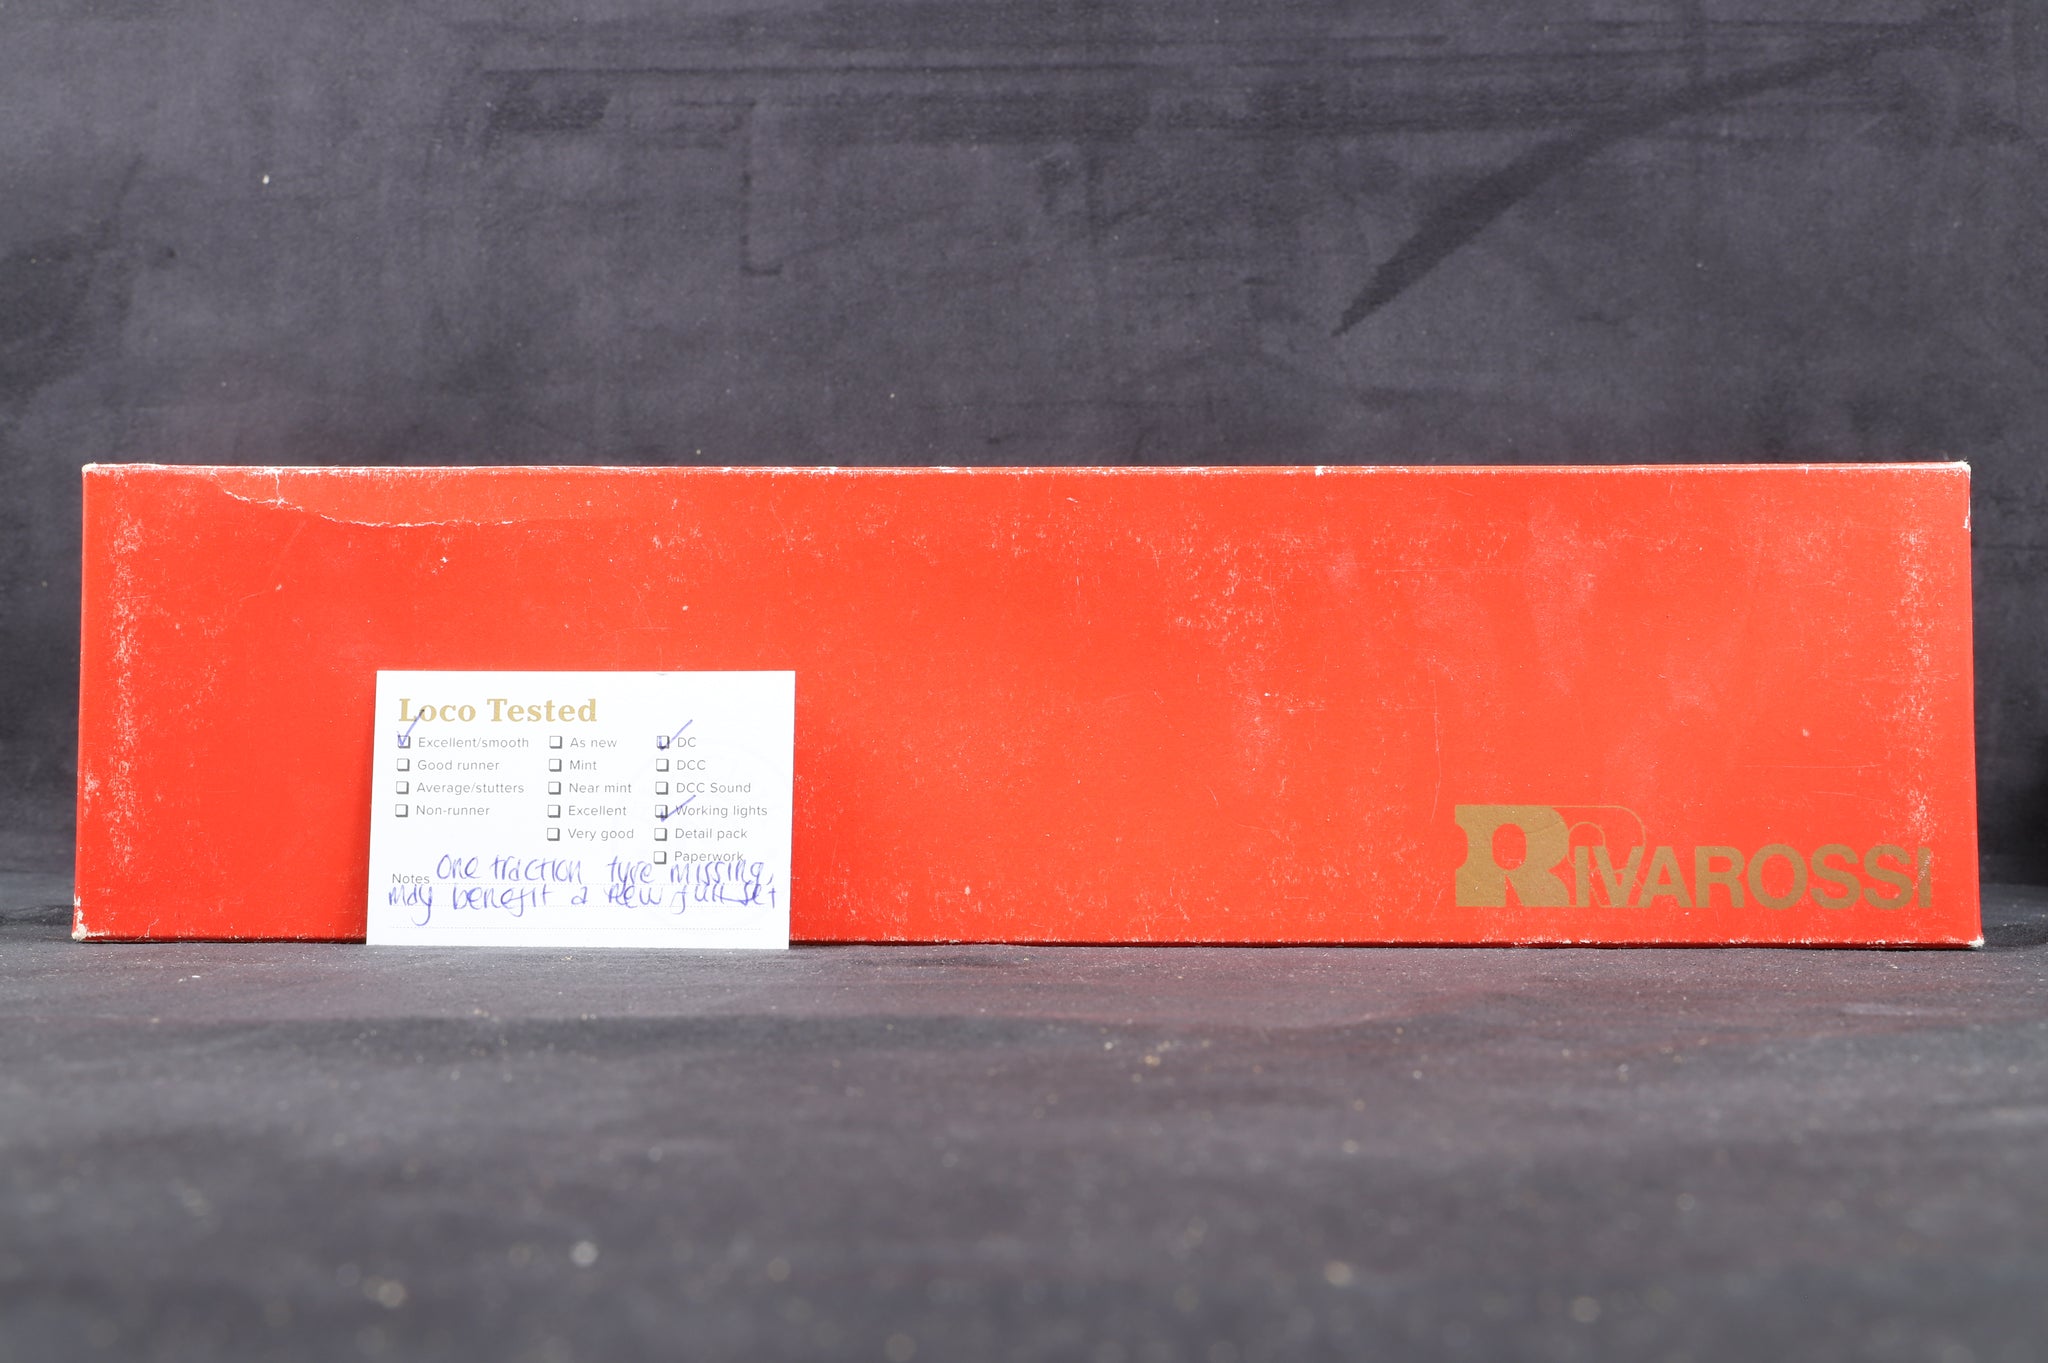 Loco Tested
Excellent/smooth
Good runner
Average/stutters
Non-runner
As new
Mint
Near mint
Excellent
Very good
DC
DCC
DCC Sound
Working lights
Detail pack
Paperwork
Notes One traction tyre missing,
may benefit a new full set
RIVAROSSI